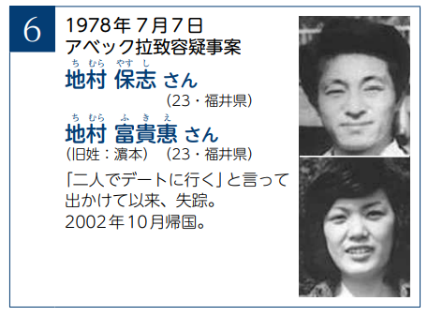 6
1978年7月7日
アベック拉致容疑事案
ち むら やす し
地村 保志 さん
（23・福井県）
ち むら ふ き え
地村 富貴惠 さん
（旧姓：濵本）（23・福井県）
「二人でデートに行く」と言って
出かけて以来、失踪。
2002年10月帰国。